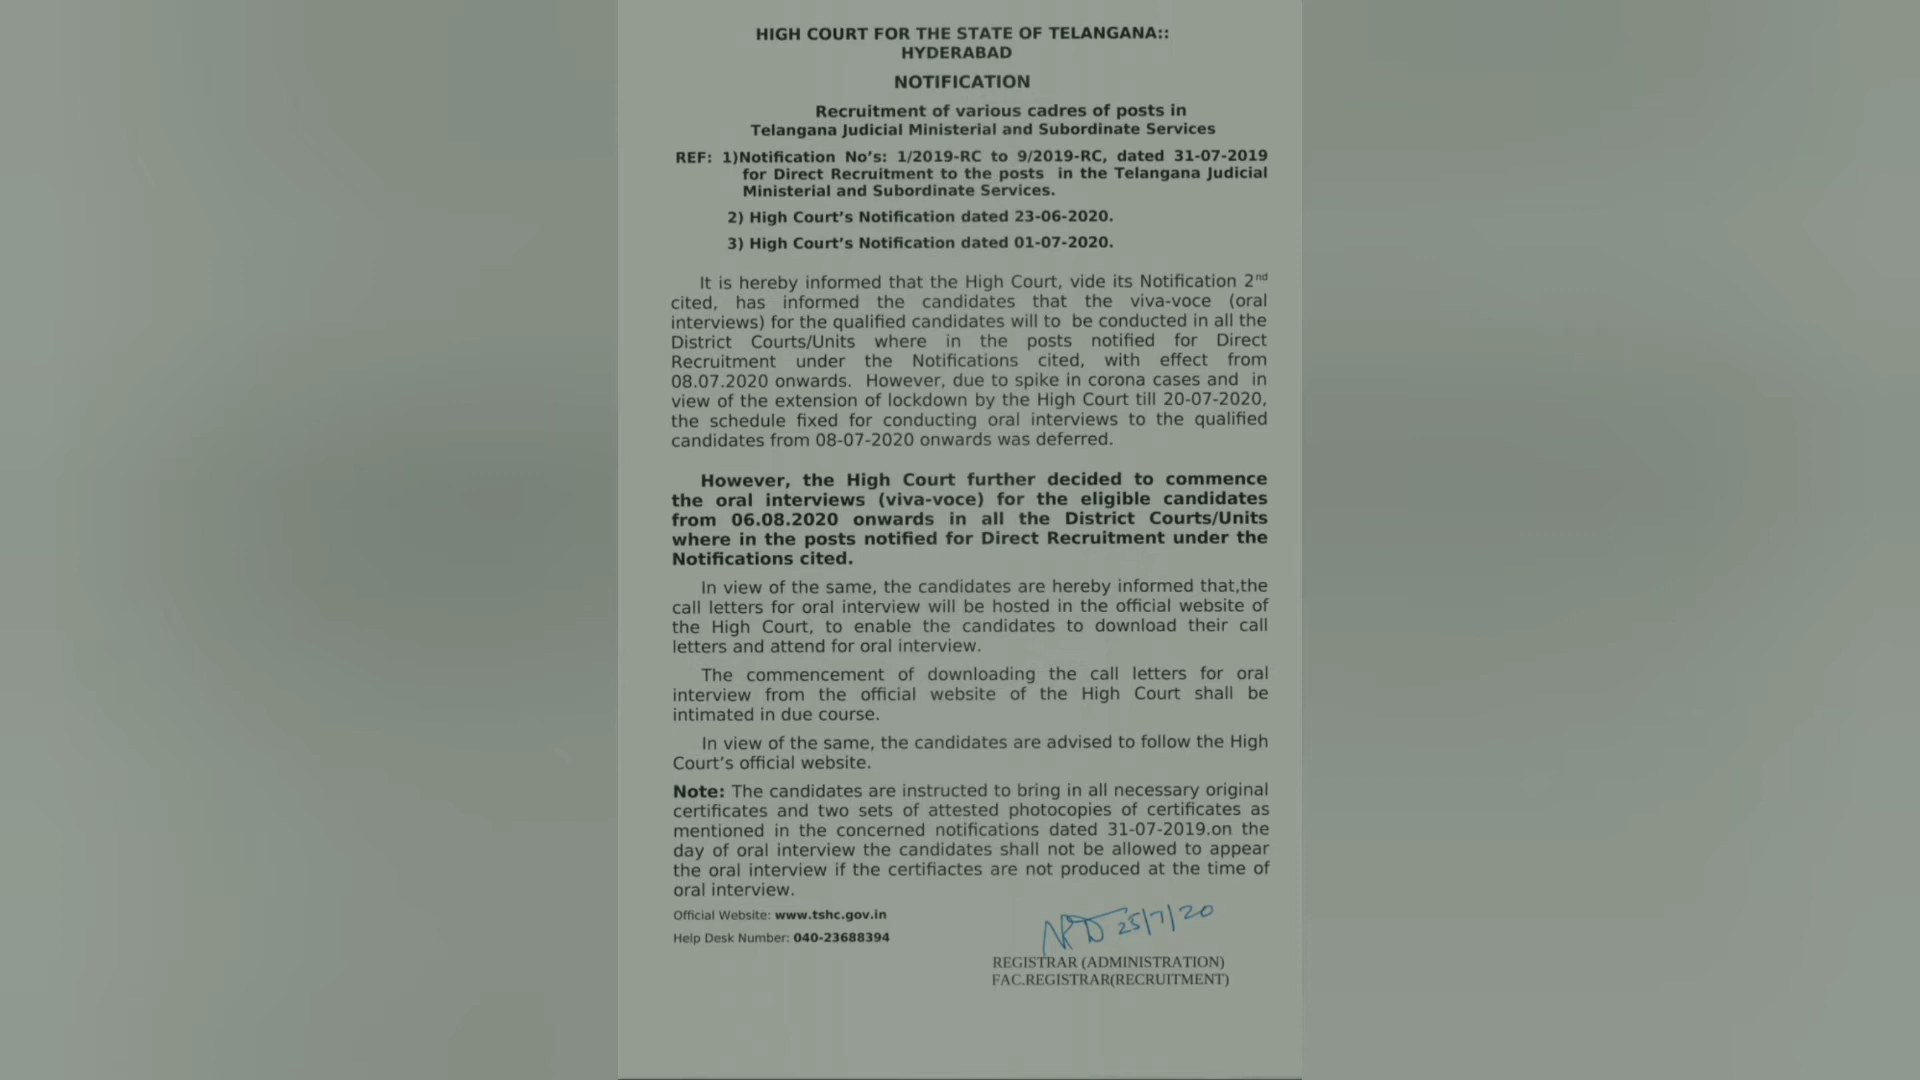 HIGH COURT FOR THE STATE OF TELANGANA::
HYDERABAD
NOTIFICATION
Recruitment of various cadres of posts in
Telangana Judicial Ministerial and Subordinate Services
REF: 1)Notification No’s: 1/2019-RC to 9/2019-RC, dated 31-07-2019
for Direct Recruitment to the posts in the Telangana Judicial
Ministerial and Subordinate Services.
2) High Court’s Notification dated 23-06-2020.
3) High Court’s Notification dated 01-07-2020.
It is hereby informed that the High Court, vide its Notification 2nd
cited, has informed the candidates that the viva-voce (oral
interviews) for the qualified candidates will to be conducted in all the
District Courts/Units where in the posts notified for Direct
Recruitment under the Notifications cited, with effect from
08.07.2020 onwards. However, due to spike in corona cases and in
view of the extension of lockdown by the High Court till 20-07-2020,
the schedule fixed for conducting oral interviews to the qualified
candidates from 08-07-2020 onwards was deferred.
However, the High Court further decided to commence
the oral interviews (viva-voce) for the eligible candidates
from 06.08.2020 onwards in all the District Courts/Units
where in the posts notified for Direct Recruitment under the
Notifications cited.
In view of the same, the candidates are hereby informed that,the
call letters for oral interview will be hosted in the official website of
the High Court, to enable the candidates to download their call
letters and attend for oral interview.
The commencement of downloading the call letters for oral
interview from the official website of the High Court shall be
intimated in due course.
In view of the same, the candidates are advised to follow the High
Court’s official website.
Note: The candidates are instructed to bring in all necessary original
certificates and two sets of attested photocopies of certificates as
mentioned in the concerned notifications dated 31-07-2019.on the
day of oral interview the candidates shall not be allowed to appear
the oral interview if the certifiactes are not produced at the time of
oral interview.
Official Website: www.tshc.gov.in
25/7/20
Help Desk Number: 040-23688394
REGISTRAR (ADMINISTRATION)
FAC.REGISTRAR(RECRUITMENT)